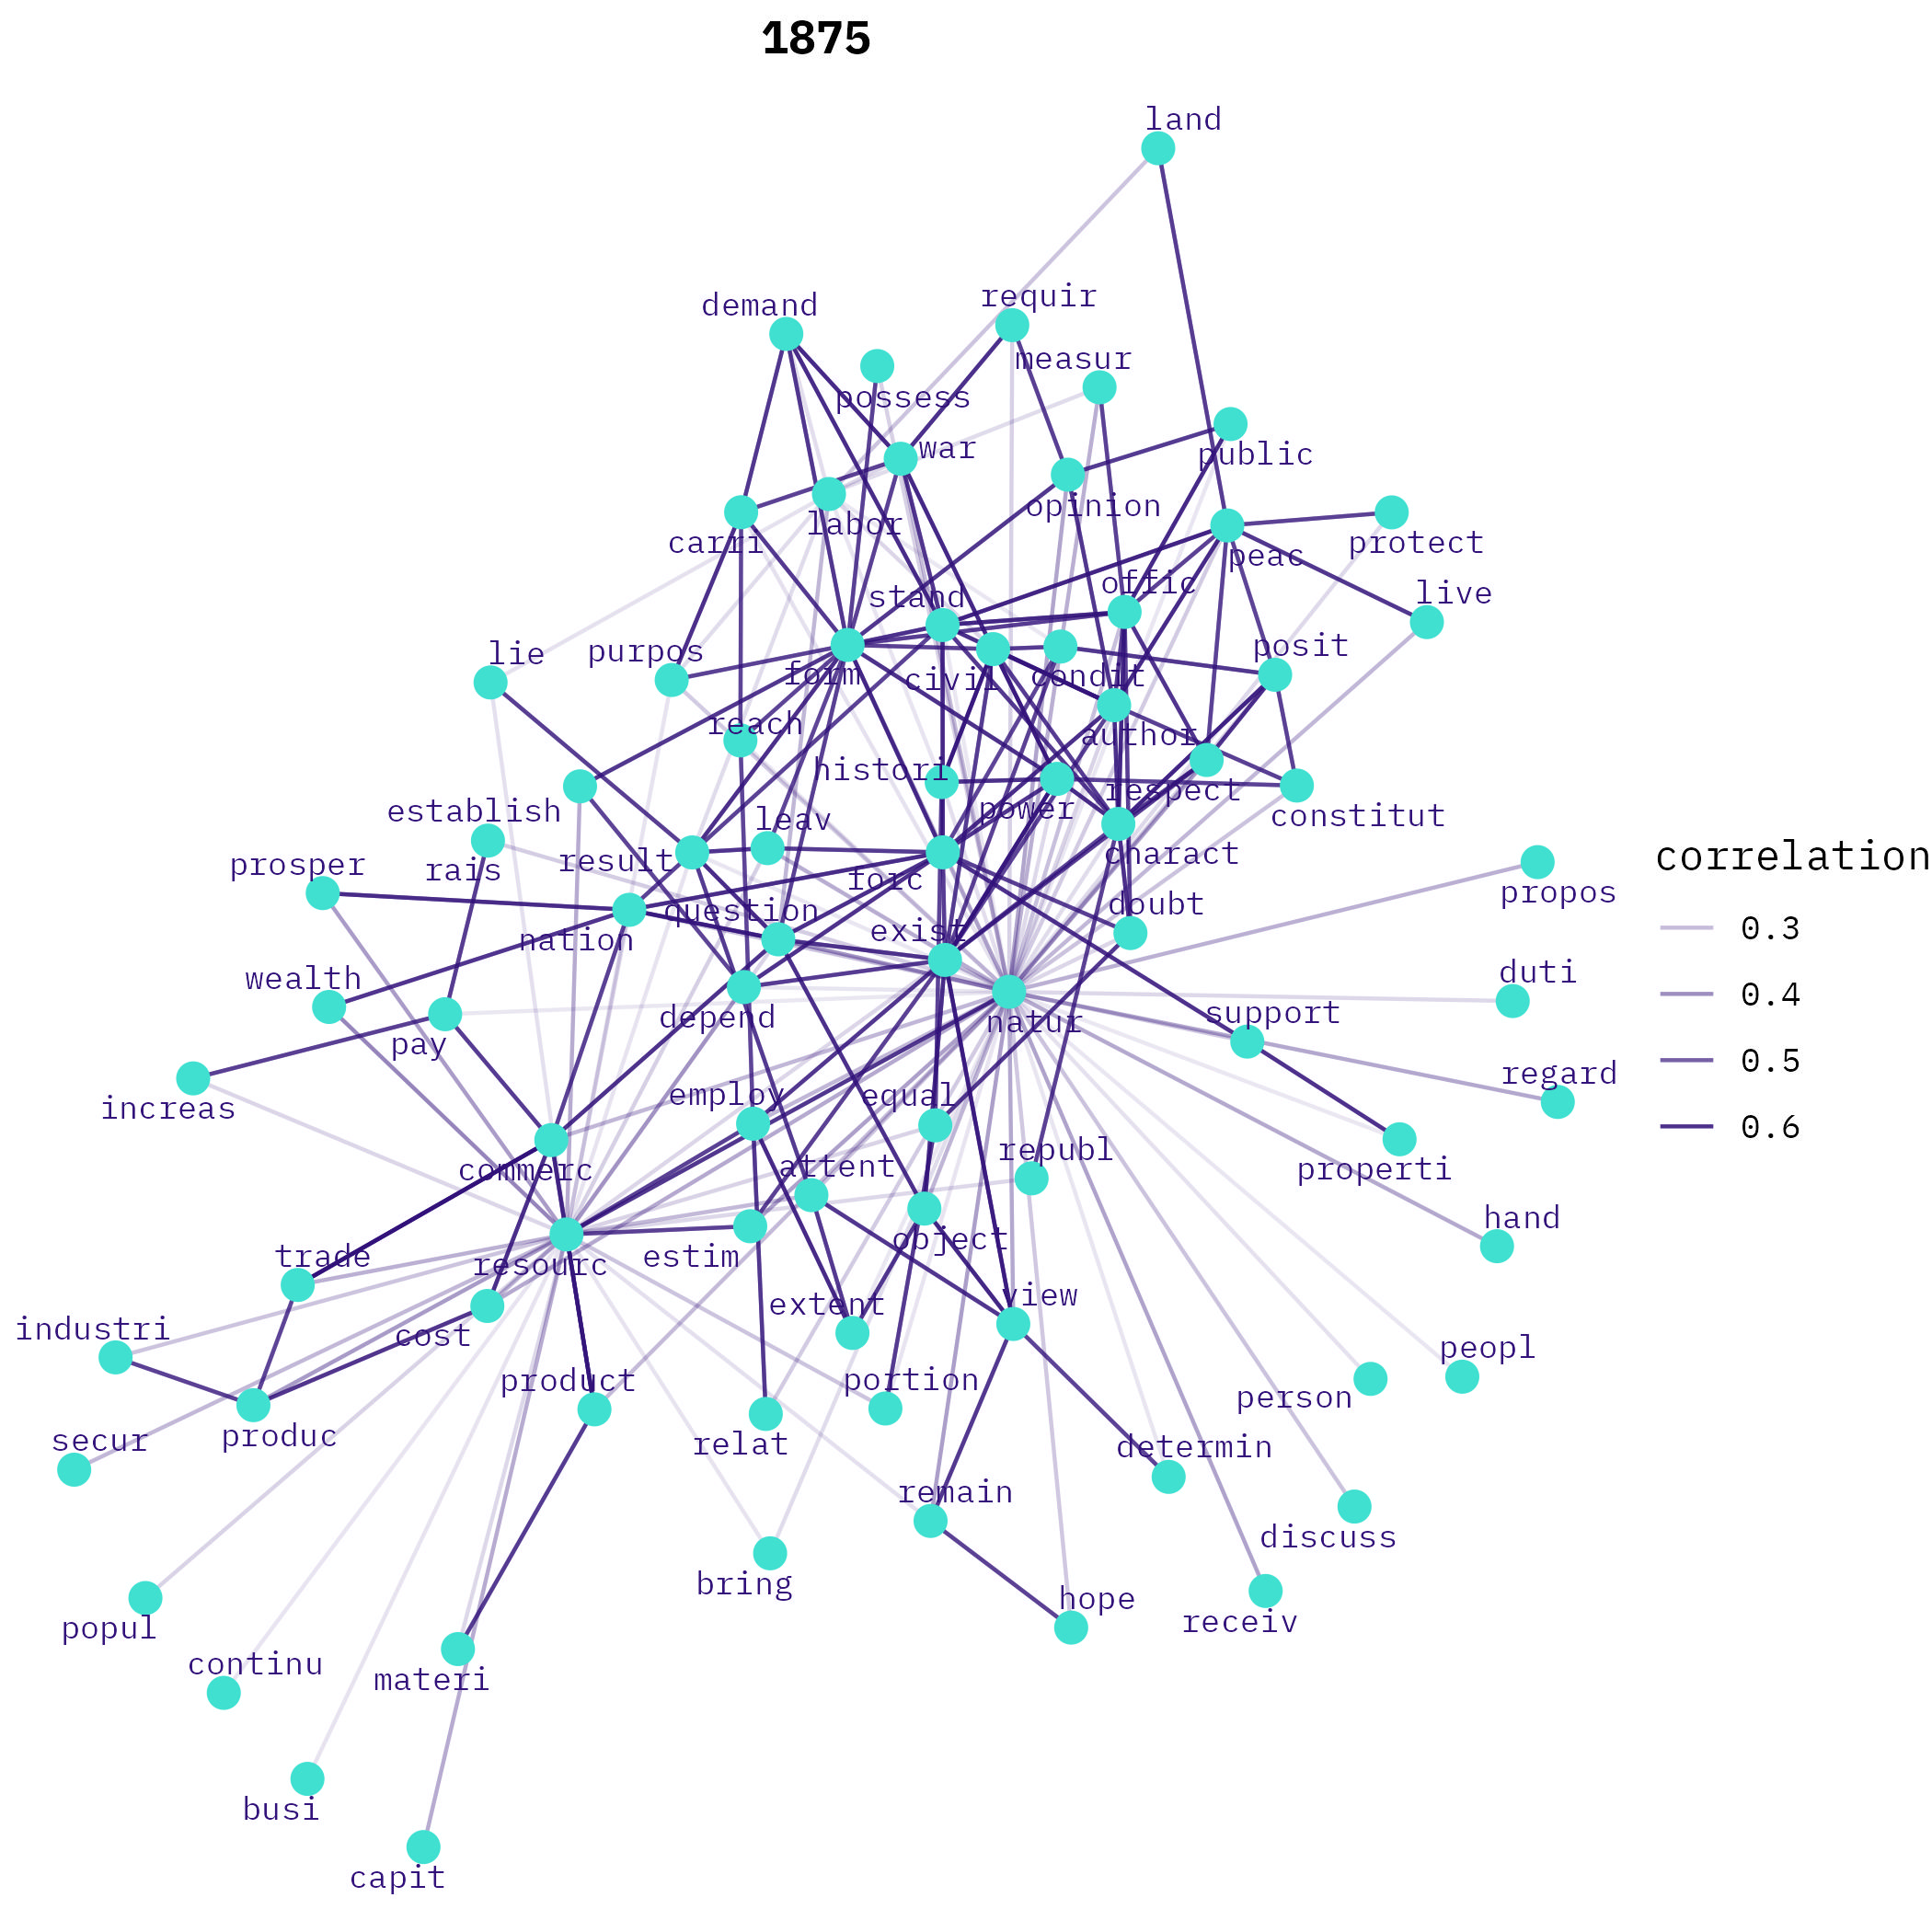 1875
land
requir
demand
measur
possess
war
public
opinion
labor
carri
protect
peac
offic
live
stand
posit
lie
purpos
form
civil
condit
reach
author
histori
respect
power
constitut
establish
leav
charact
prosper
rais
result
forc
propos
question
doubt
nation
exist
wealth
duti
depend
natur
support
pay
regard
increas
employ
equal
republ
commerc
attent
properti
hand
trade
resourc
estim
object
view
extent
industri
cost
peopl
product
portion
person
secur
produc
relat
determin
remain
discuss
bring
hope
popul
receiv
continu
materi
busi
capit
correlation
0.3
0.4
0.5
0.6